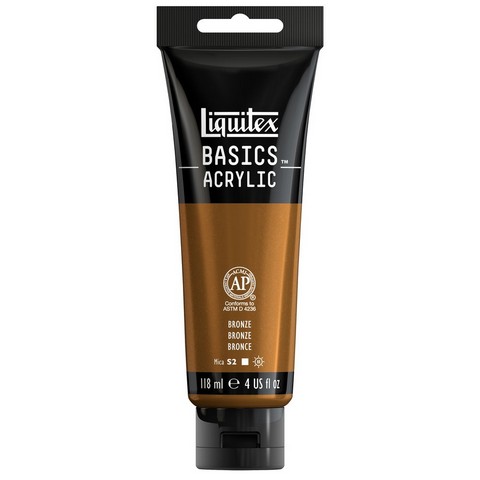 Liquitex
BASICS™
ACRYLIC
ACMI
AP
®
Conforms to
ASTM D 4236
BRONZE
BRONZE
BRONCE
Mica S2
118 ml ℮ 4 US fl oz